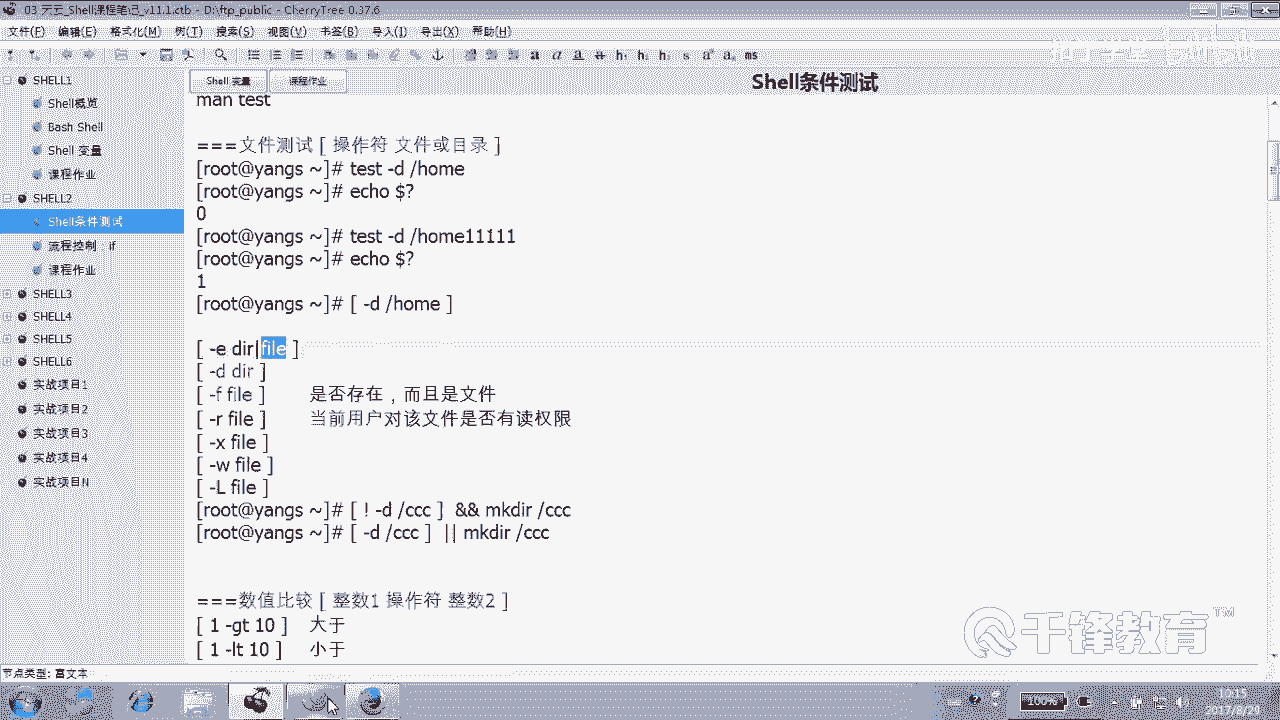 03_天云_Shell课程笔记_v11.1.ctb - D:\ftp_public - CherryTree 0.37.6
文件(F) 编辑(E) 格式化(M) 树(T) 搜索(S) 视图(V) 书签(B) 导入(I) 导出(X) 帮助(H)
SHELL1
Shell概览
Bash Shell
Shell 变量
课程作业
SHELL2
Shell条件测试
流程控制：if
课程作业
SHELL3
SHELL4
SHELL5
SHELL6
实战项目1
实战项目2
实战项目3
实战项目4
实战项目N
Shell 变量 课程作业 Shell条件测试
man test
===文件测试 [ 操作符 文件或目录 ]
[root@yangs ~]# test -d /home
[root@yangs ~]# echo $?
0
[root@yangs ~]# test -d /home11111
[root@yangs ~]# echo $?
1
[root@yangs ~]# [ -d /home ]
[ -e dir|file ]
[ -d dir ]
[ -f file ] 是否存在，而且是文件
[ -r file ] 当前用户对该文件是否有读权限
[ -x file ]
[ -w file ]
[ -L file ]
[root@yangs ~]# [ ! -d /ccc ] && mkdir /ccc
[root@yangs ~]# [ -d /ccc ] || mkdir /ccc
===数值比较 [ 整数1 操作符 整数2 ]
[ 1 -gt 10 ] 大于
[ 1 -lt 10 ] 小于
千锋教育™
节点类型: 富文本
100%
10:15
2017/8/29